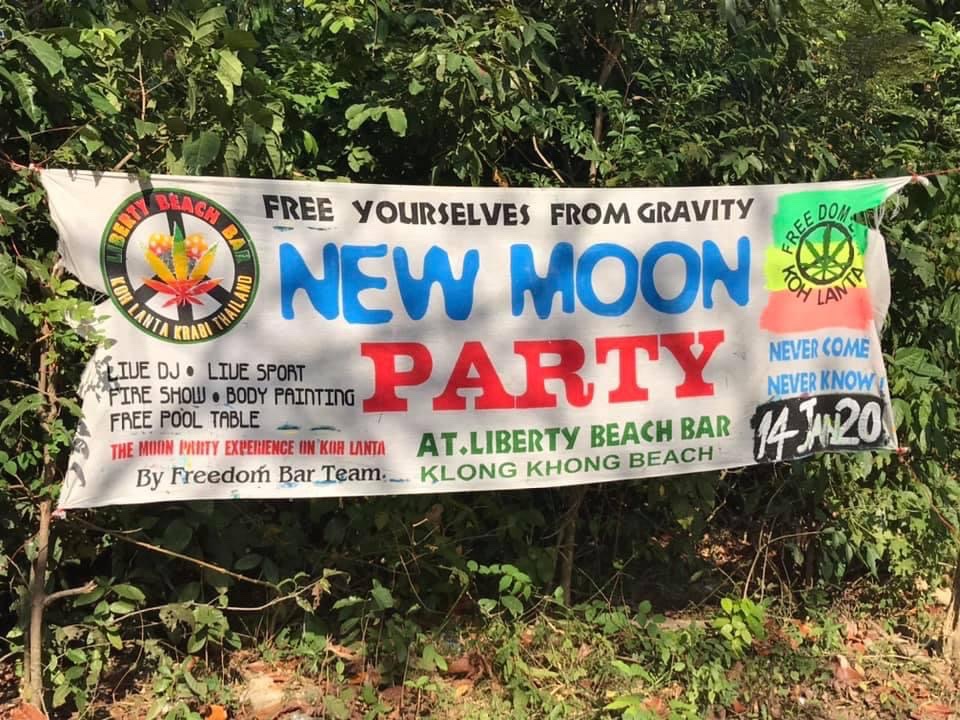 LIBERTY BEACH BAR
KOH LANTA KRABI THAILAND
FREE YOURSELVES FROM GRAVITY
NEW MOON
PARTY
LIVE DJ • LIVE SPORT
FIRE SHOW • BODY PAINTING
FREE POOL TABLE
THE MOON PARTY EXPERIENCE ON KOH LANTA
By Freedom Bar Team.
AT.LIBERTY BEACH BAR
KLONG KHONG BEACH
FREE DOM
KOH LANTA
NEVER COME
NEVER KNOW !
14 JAN 20